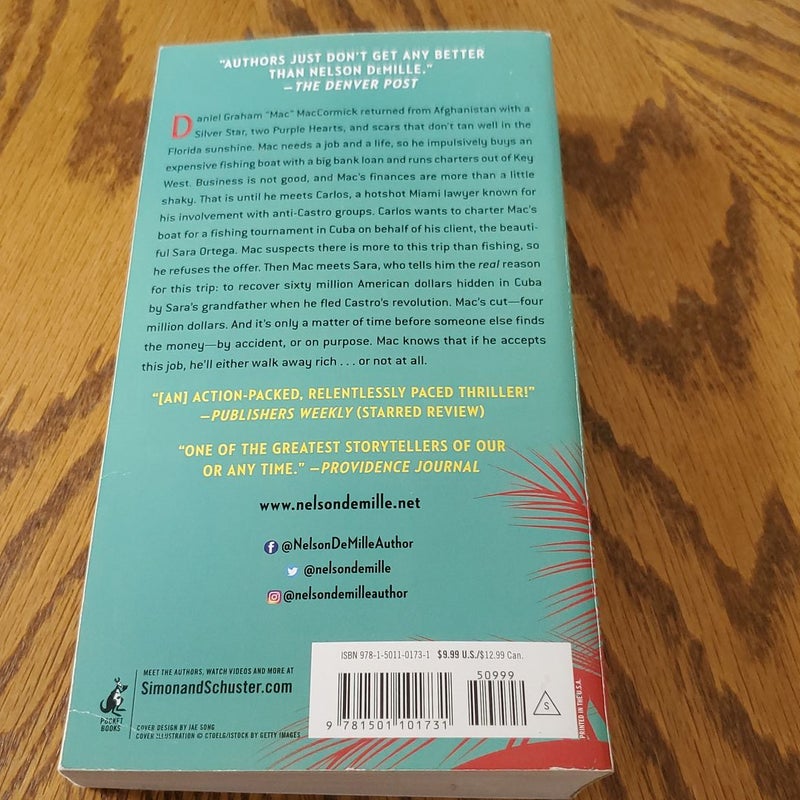 "AUTHORS JUST DON'T GET ANY BETTER
THAN NELSON DEMILLE."
—THE DENVER POST
Daniel Graham "Mac" MacCormick returned from Afghanistan with a
Silver Star, two Purple Hearts, and scars that don't tan well in the
Florida sunshine. Mac needs a job and a life, so he impulsively buys an
expensive fishing boat with a big bank loan and runs charters out of Key
West. Business is not good, and Mac's finances are more than a little
shaky. That is until he meets Carlos, a hotshot Miami lawyer known for
his involvement with anti-Castro groups. Carlos wants to charter Mac's
boat for a fishing tournament in Cuba on behalf of his client, the beauti-
ful Sara Ortega. Mac suspects there is more to this trip than fishing, so
he refuses the offer. Then Mac meets Sara, who tells him the real reason
for this trip: to recover sixty million American dollars hidden in Cuba
by Sara's grandfather when he fled Castro's revolution. Mac's cut—four
million dollars. And it's only a matter of time before someone else finds
the money—by accident, or on purpose. Mac knows that if he accepts
this job, he'll either walk away rich . . . or not at all.
"[AN] ACTION-PACKED, RELENTLESSLY PACED THRILLER!"
—PUBLISHERS WEEKLY (STARRED REVIEW)
"ONE OF THE GREATEST STORYTELLERS OF OUR
OR ANY TIME." —PROVIDENCE JOURNAL
www.nelsondemille.net
@NelsonDeMilleAuthor
@nelsondemille
@nelsondemilleauthor
ISBN 978-1-5011-0173-1 $9.99 U.S./$12.99 Can.
50999
9 781501 101731
S
PRINTED IN THE U.S.A.
MEET THE AUTHORS, WATCH VIDEOS AND MORE AT
SimonandSchuster.com
POCKET
BOOKS
COVER DESIGN BY JAE SONG
COVER ILLUSTRATION © CTOELG/ISTOCK BY GETTY IMAGES